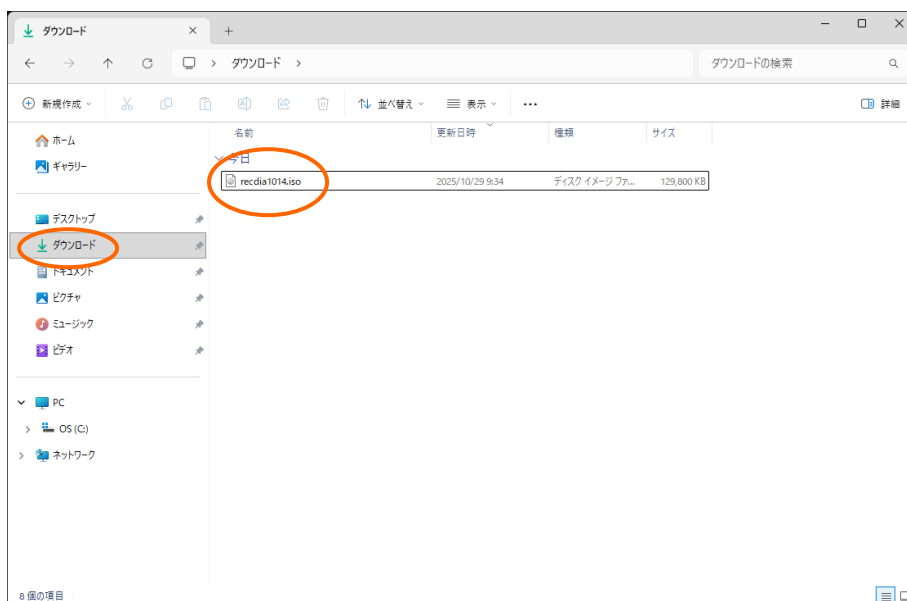 ダウンロード
ダウンロード
ダウンロードの検索
新規作成
並べ替え
表示
詳細
名前
更新日時
種類
サイズ
今日
recdia1014.iso
2025/10/29 9:34
ディスク イメージ ファ...
129,800 KB
ホーム
ギャラリー
デスクトップ
ダウンロード
ドキュメント
ピクチャ
ミュージック
ビデオ
PC
OS (C:)
ネットワーク
8 個の項目